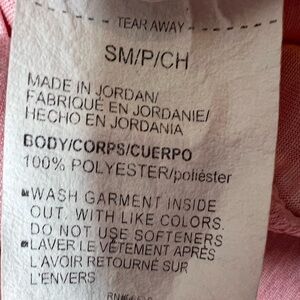 TEAR AWAY
SM/P/CH
MADE IN JORDAN/
FABRIQUÉ EN JORDANIE/
HECHO EN JORDANIA
BODY/CORPS/CUERPO
100% POLYESTER/poliéster
WASH GARMENT INSIDE
OUT. WITH LIKE COLORS.
DO NOT USE SOFTENERS
LAVER LE VÊTEMENT APRÈS
L'AVOIR RETOURNÉ SUR
L'ENVERS